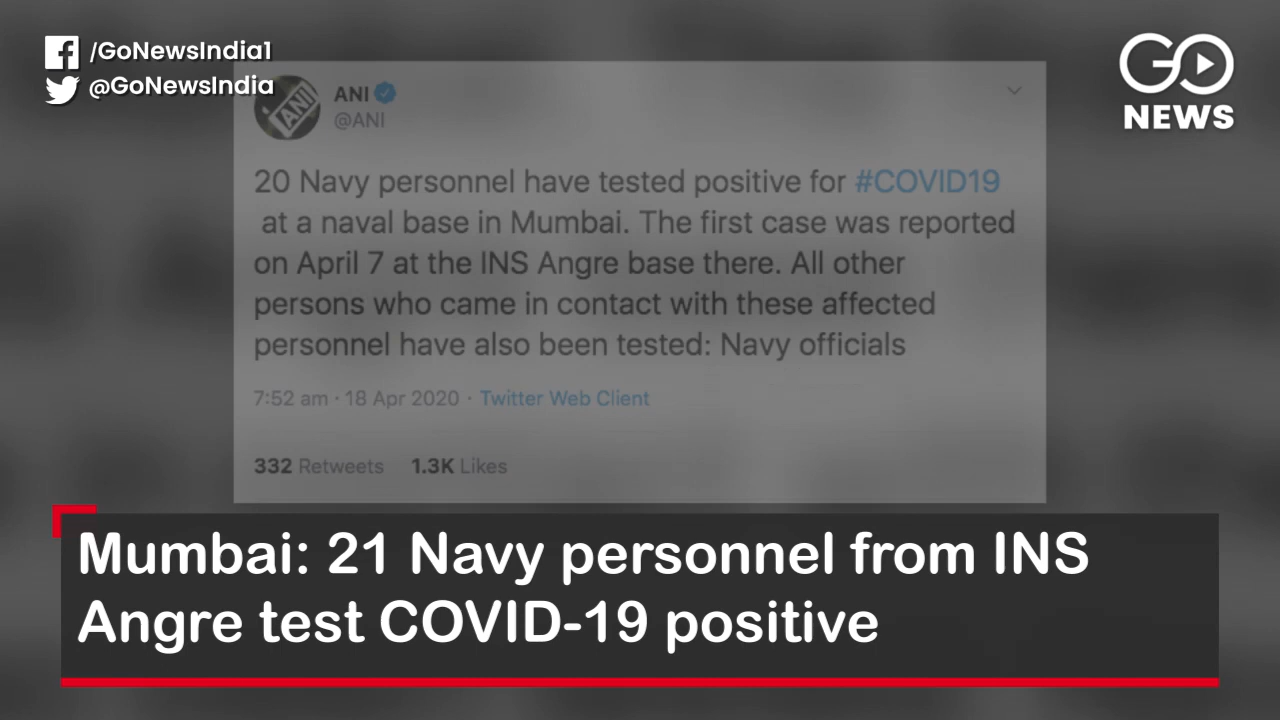 /GoNewsIndia1
@GoNewsIndia
GO
NEWS
ANI
ANI
@ANI
20 Navy personnel have tested positive for #COVID19
at a naval base in Mumbai. The first case was reported
on April 7 at the INS Angre base there. All other
persons who came in contact with these affected
personnel have also been tested: Navy officials
7:52 am · 18 Apr 2020 · Twitter Web Client
332 Retweets 1.3K Likes
Mumbai: 21 Navy personnel from INS
Angre test COVID-19 positive